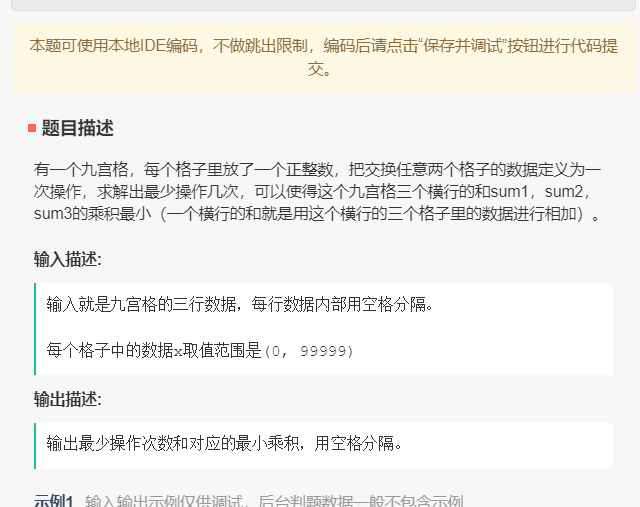 本题可使用本地IDE编码，不做跳出限制，编码后请点击“保存并调试”按钮进行代码提
交。
题目描述
有一个九宫格，每个格子里放了一个正整数，把交换任意两个格子的数据定义为一
次操作，求解出最少操作几次，可以使得这个九宫格三个横行的和sum1，sum2，
sum3的乘积最小（一个横行的和就是用这个横行的三个格子里的数据进行相加）。
输入描述:
输入就是九宫格的三行数据，每行数据内部用空格分隔。
每个格子中的数据x取值范围是(0, 99999)
输出描述:
输出最少操作次数和对应的最小乘积，用空格分隔。
示例1 输入输出示例仅供调试，后台判题数据一般不包含示例